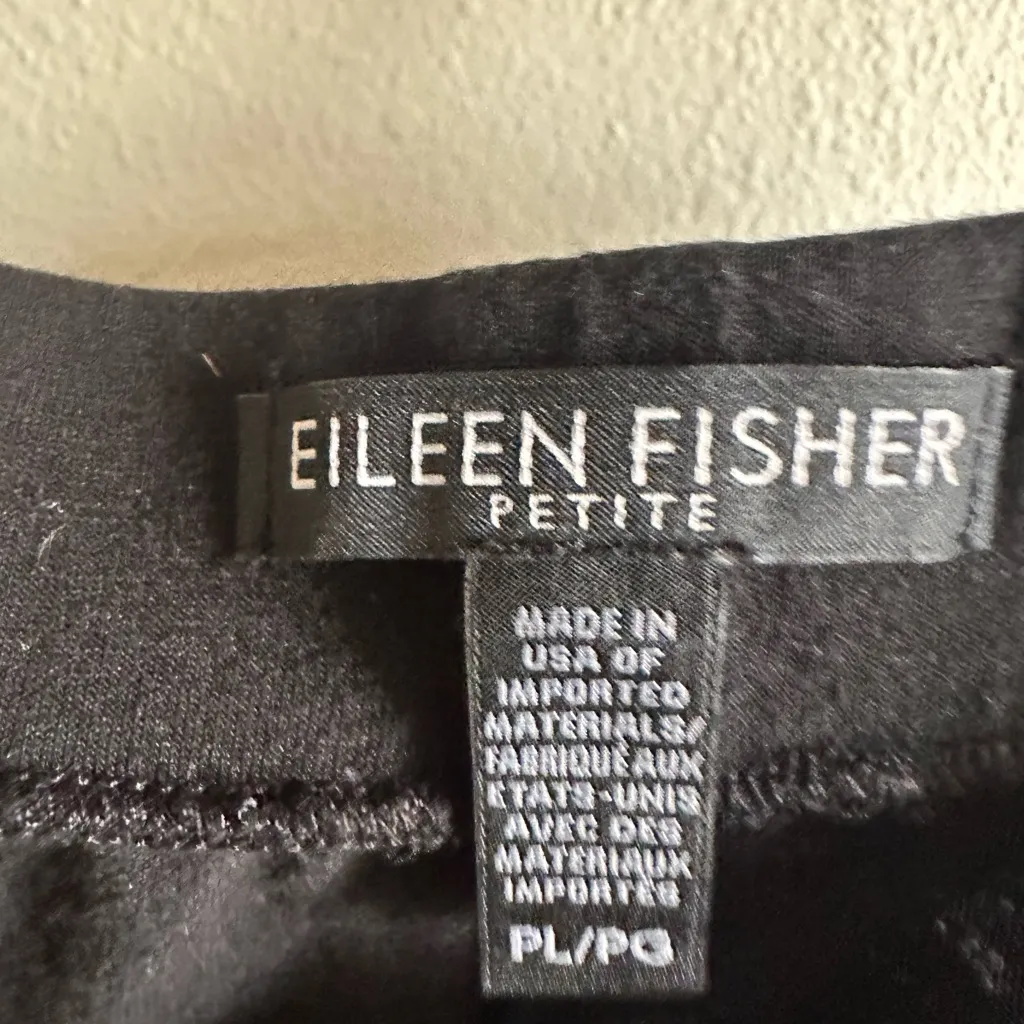 EILEEN FISHER
PETITE
MADE IN
USA OF
IMPORTED
MATERIALS/
FABRIQUÉ AUX
ÉTATS-UNIS
AVEC DES
MATÉRIAUX
IMPORTÉS
PL/PG